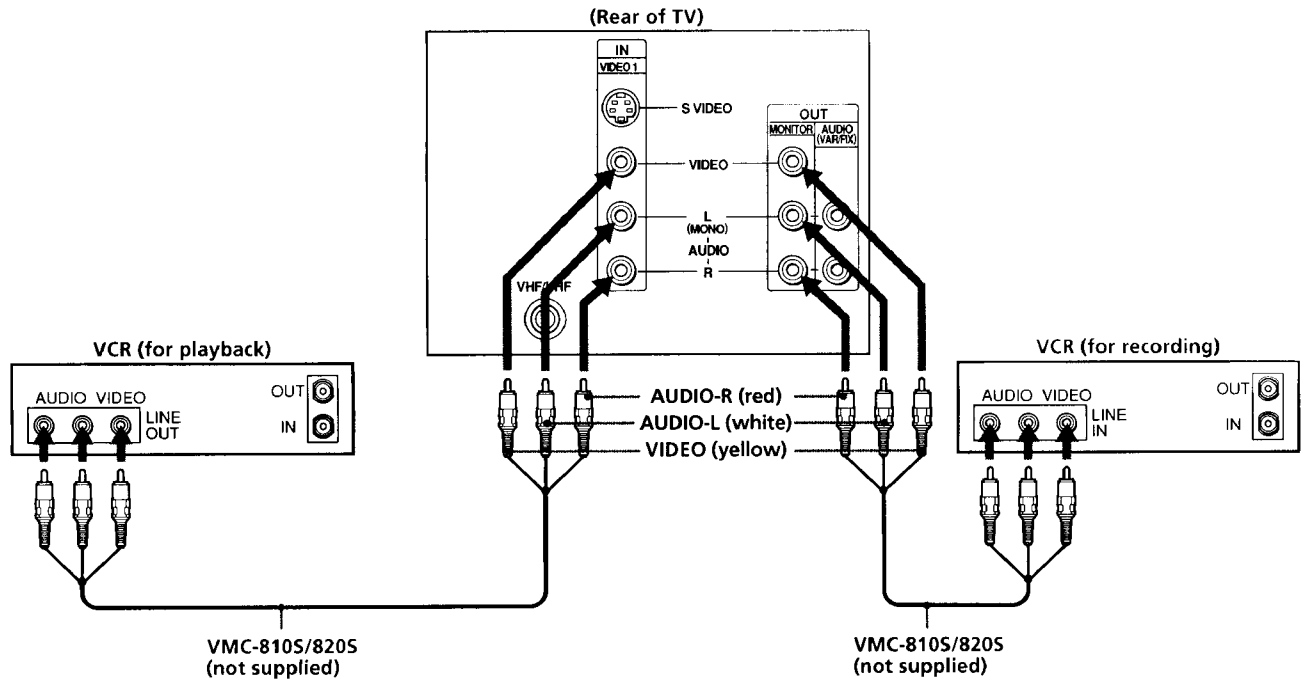 (Rear of TV)
IN
VIDEO 1
S VIDEO
OUT
MONITOR AUDIO
(VAR/FIX)
VIDEO
L
(MONO)
AUDIO
R
VHF/UHF
VCR (for playback)
AUDIO VIDEO
LINE
OUT
OUT
IN
AUDIO-R (red)
AUDIO-L (white)
VIDEO (yellow)
VCR (for recording)
AUDIO VIDEO
LINE
IN
OUT
IN
VMC-810S/820S
(not supplied)
VMC-810S/820S
(not supplied)